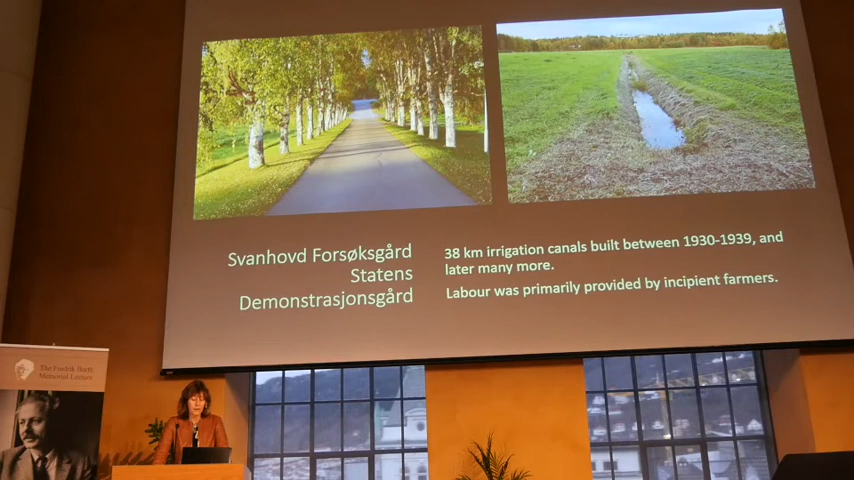 Svanhovd Forsøksgård
Statens
Demonstrasjonsgård
38 km irrigation canals built between 1930-1939, and
later many more.
Labour was primarily provided by incipient farmers.
The Fredrik Barth
Memorial Lecture